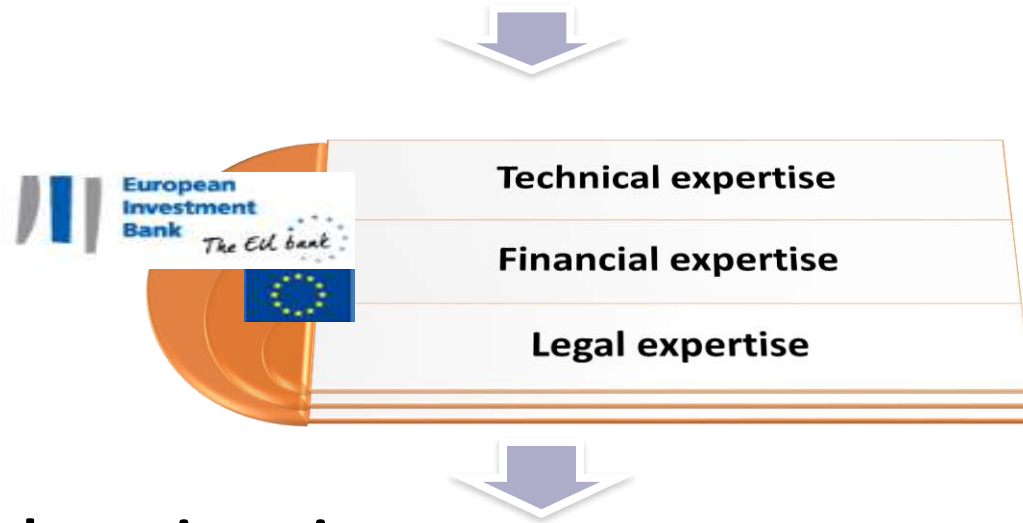 Technical expertise
European
Investment
Bank
The EU bank
Financial expertise
Legal expertise